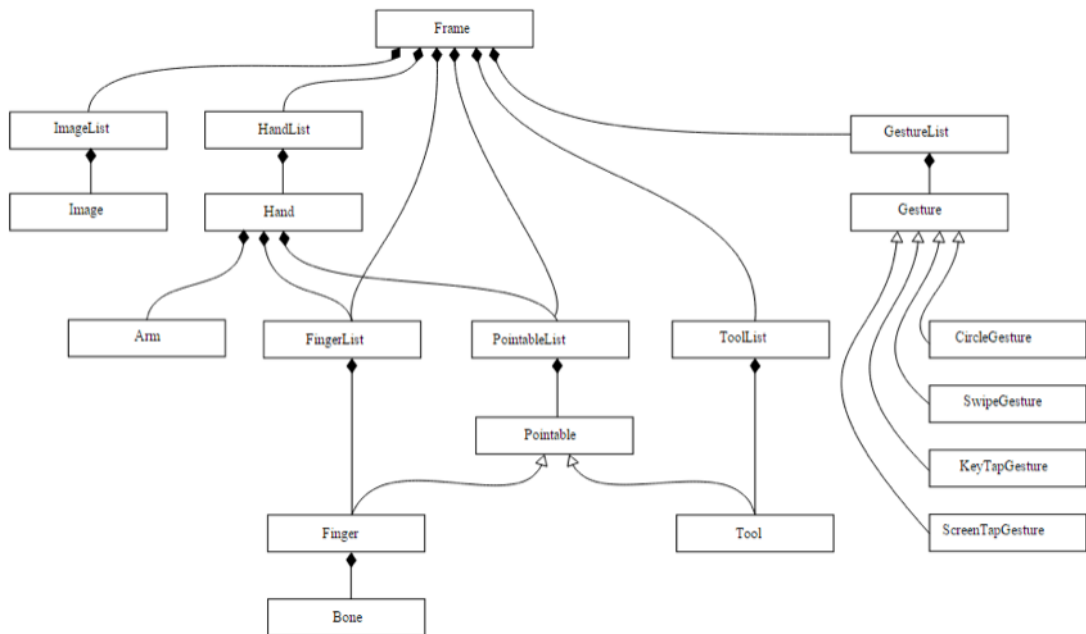 Frame
ImageList
HandList
GestureList
Image
Hand
Gesture
Arm
FingerList
PointableList
ToolList
CircleGesture
SwipeGesture
Pointable
KeyTapGesture
Finger
Tool
ScreenTapGesture
Bone